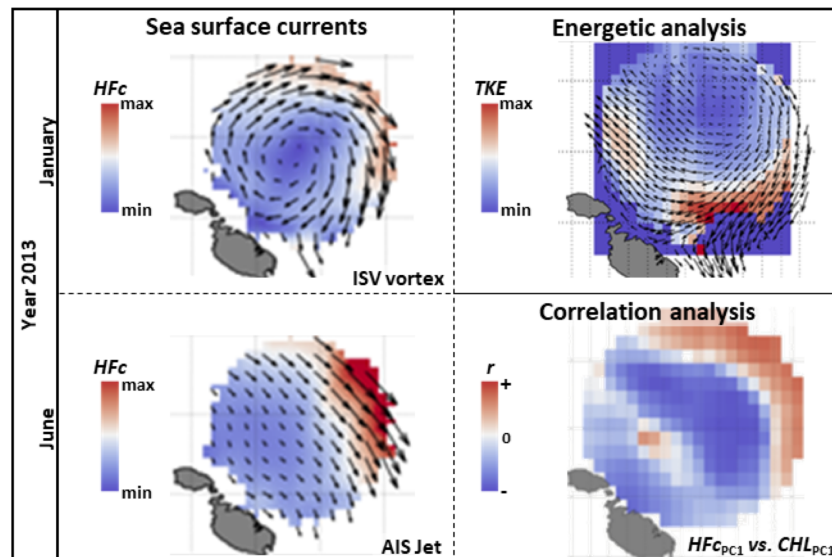 Sea surface currents
Energetic analysis
Year 2013
January
HFc
max
min
ISV vortex
TKE
max
min
June
HFc
max
min
AIS Jet
Correlation analysis
r
+
0
-
HFcPC1 vs. CHLPC1